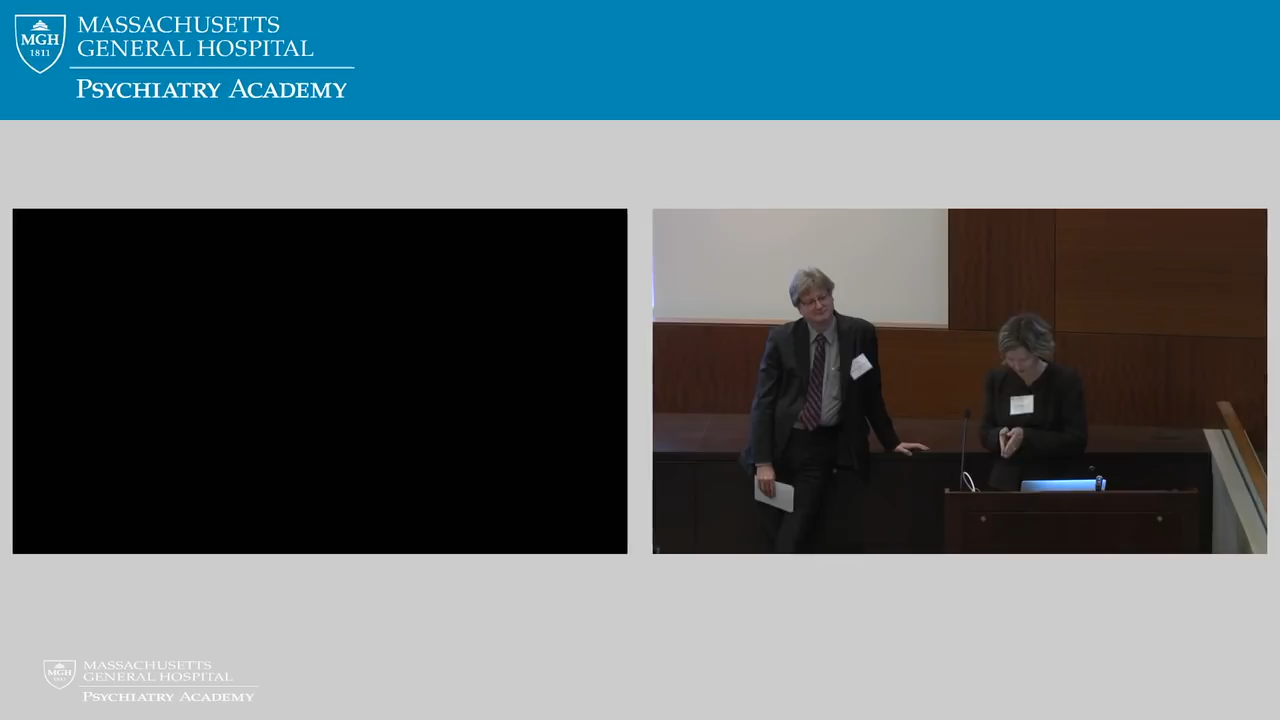 MASSACHUSETTS
GENERAL HOSPITAL
PSYCHIATRY ACADEMY
MGH
1811
MASSACHUSETTS
GENERAL HOSPITAL
PSYCHIATRY ACADEMY
MGH
1811